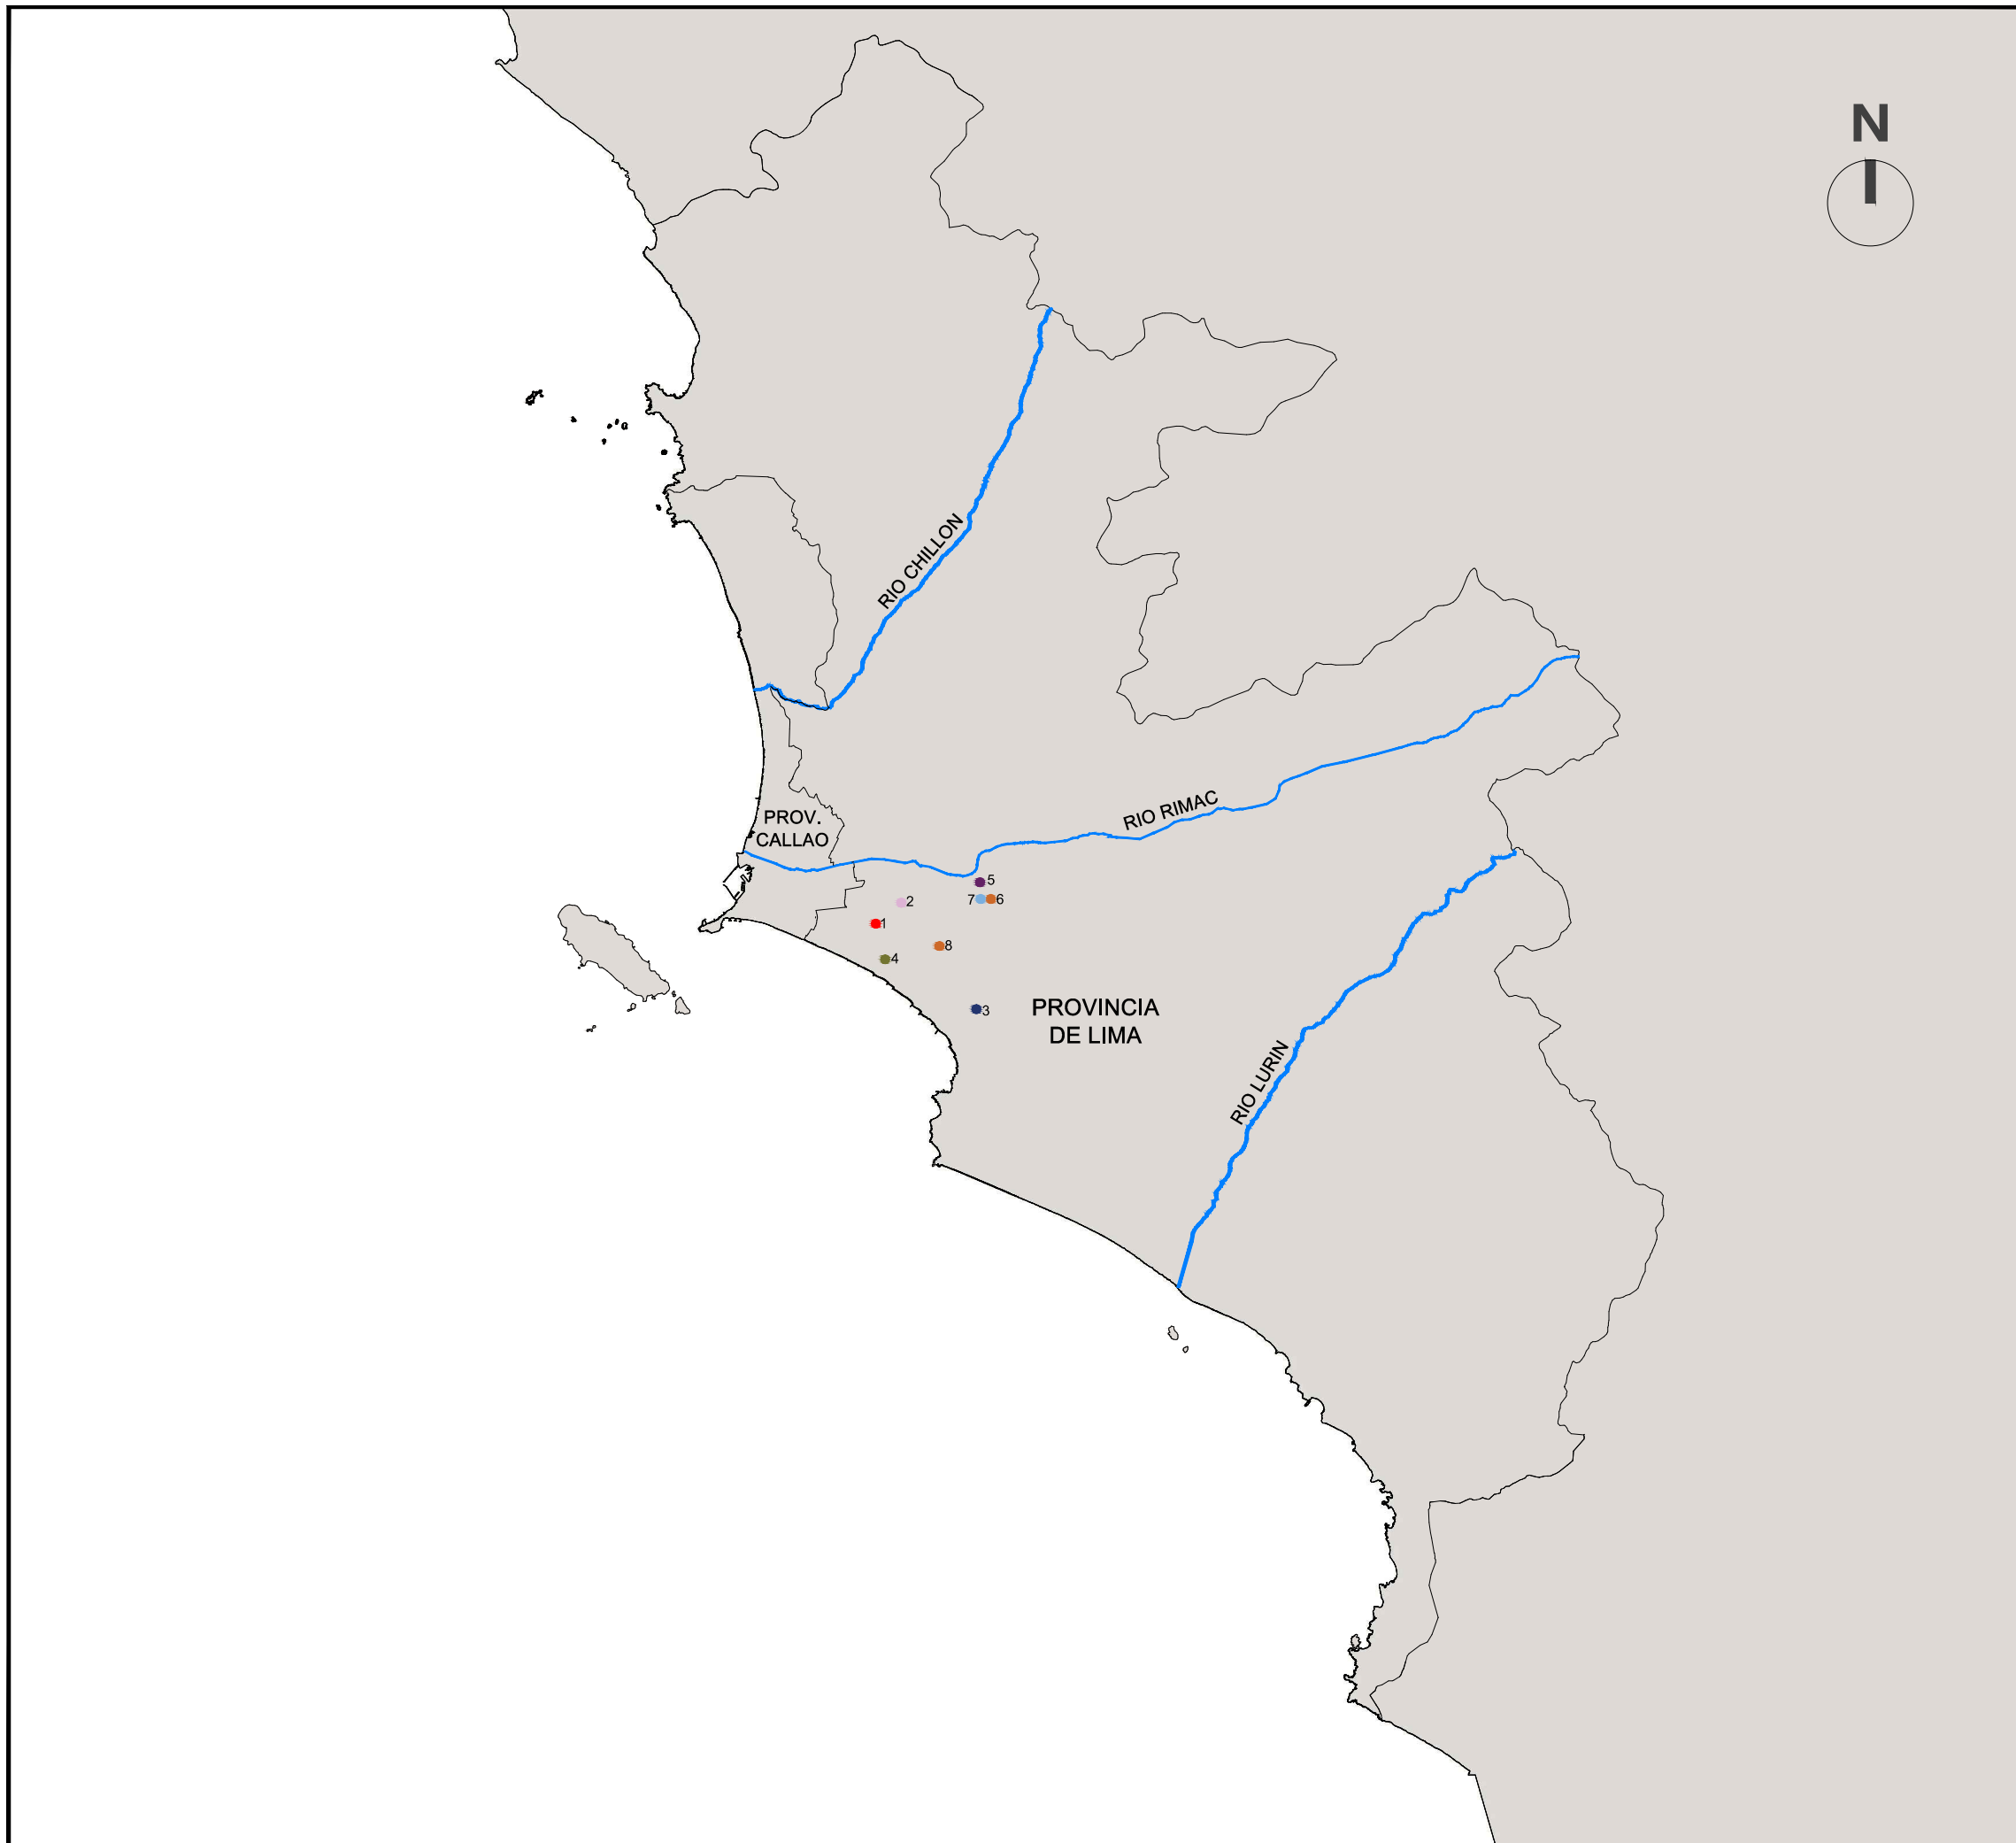 N
RIO CHILLON
RIO RIMAC
PROV.
CALLAO
5
7
6
2
1
8
4
3
PROVINCIA
DE LIMA
RIO LURIN